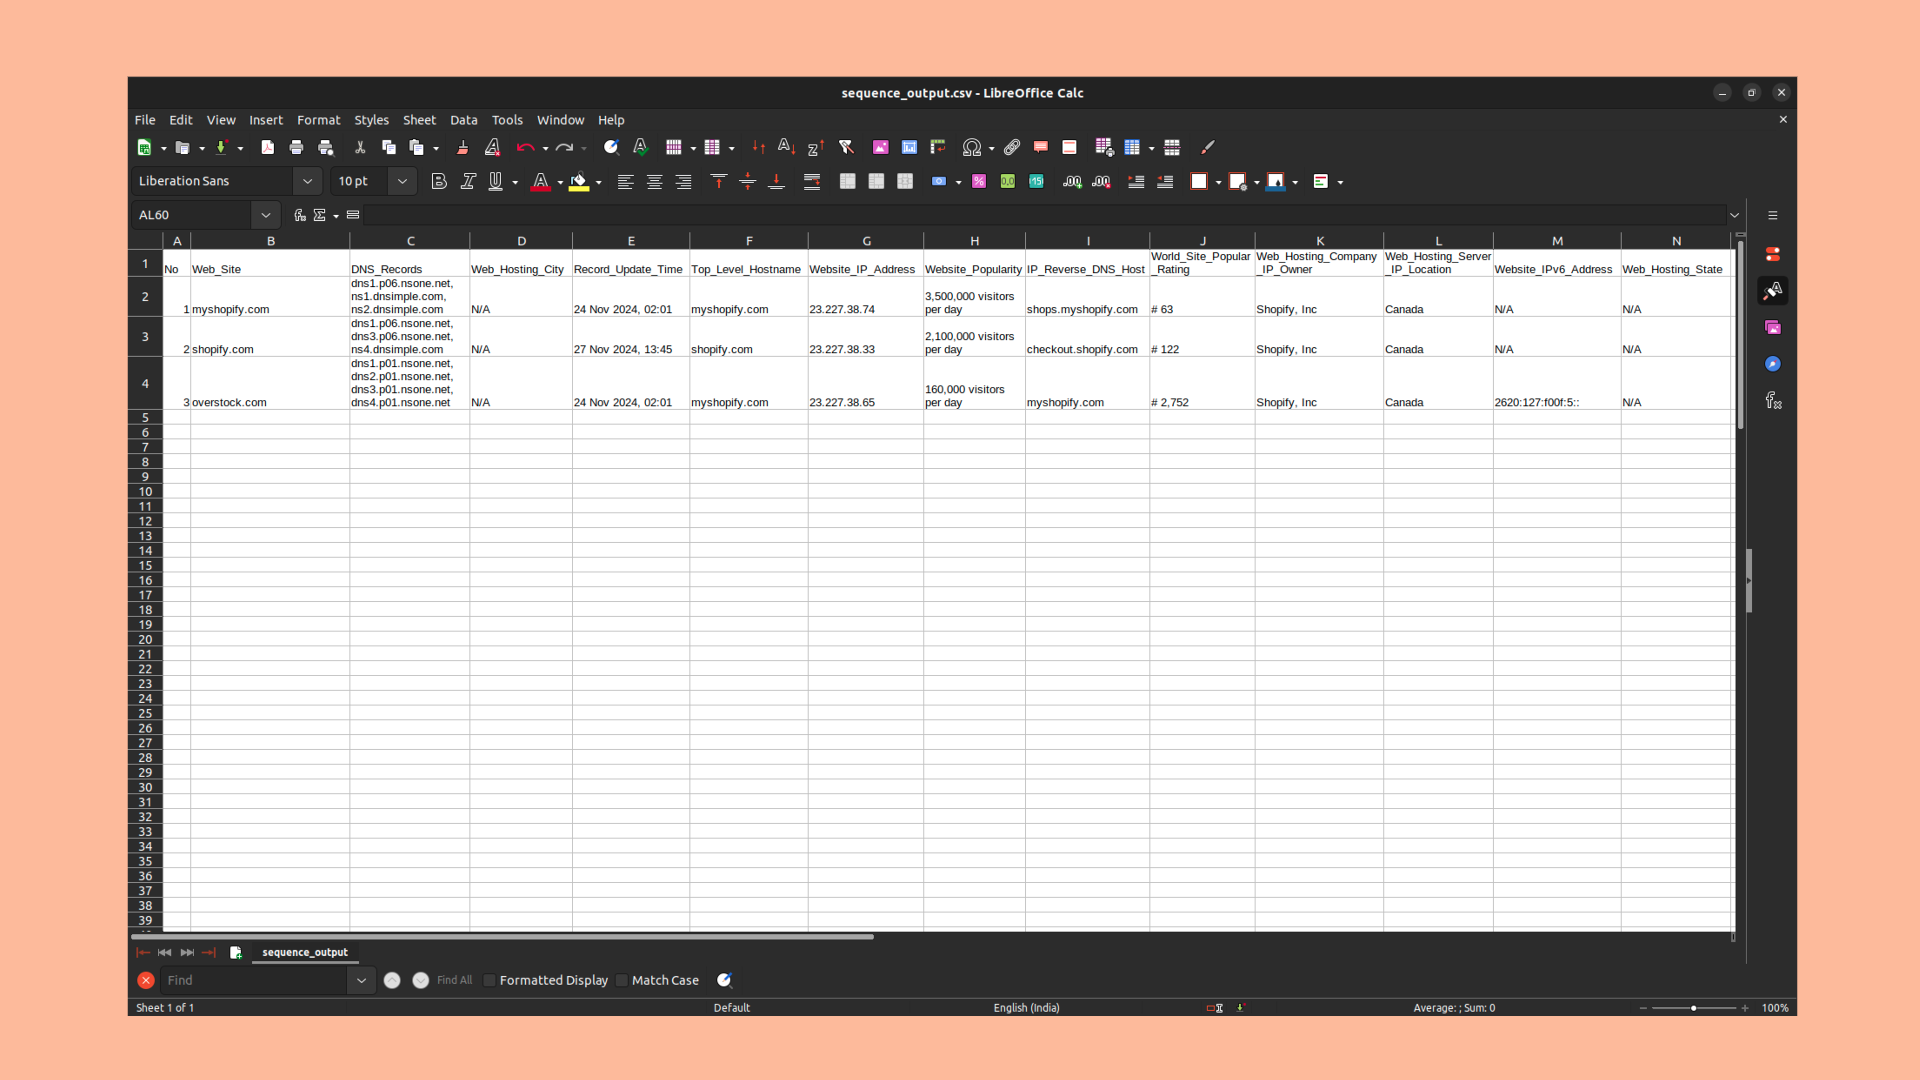 sequence_output.csv - LibreOffice Calc
File Edit View Insert Format Styles Sheet Data Tools Window Help
Liberation Sans 10 pt
AL60
A B C D E F G H I J K L M N
1 No Web_Site DNS_Records Web_Hosting_City Record_Update_Time Top_Level_Hostname Website_IP_Address Website_Popularity IP_Reverse_DNS_Host World_Site_Popular_Rating Web_Hosting_Company_IP_Owner Web_Hosting_Server_IP_Location Website_IPv6_Address Web_Hosting_State
2 1 myshopify.com dns1.p06.nsone.net, ns1.dnsimple.com, ns2.dnsimple.com N/A 24 Nov 2024, 02:01 myshopify.com 23.227.38.74 3,500,000 visitors per day shops.myshopify.com # 63 Shopify, Inc Canada N/A N/A
3 2 shopify.com dns1.p06.nsone.net, dns3.p06.nsone.net, ns4.dnsimple.com N/A 27 Nov 2024, 13:45 shopify.com 23.227.38.33 2,100,000 visitors per day checkout.shopify.com # 122 Shopify, Inc Canada N/A N/A
4 3 overstock.com dns1.p01.nsone.net, dns2.p01.nsone.net, dns3.p01.nsone.net, dns4.p01.nsone.net N/A 24 Nov 2024, 02:01 myshopify.com 23.227.38.65 160,000 visitors per day myshopify.com # 2,752 Shopify, Inc Canada 2620:127:f00f:5:: N/A
5
6
7
8
9
10
11
12
13
14
15
16
17
18
19
20
21
22
23
24
25
26
27
28
29
30
31
32
33
34
35
36
37
38
39
sequence_output
Find Find All Formatted Display Match Case
Sheet 1 of 1 Default English (India) Average: ; Sum: 0 100%